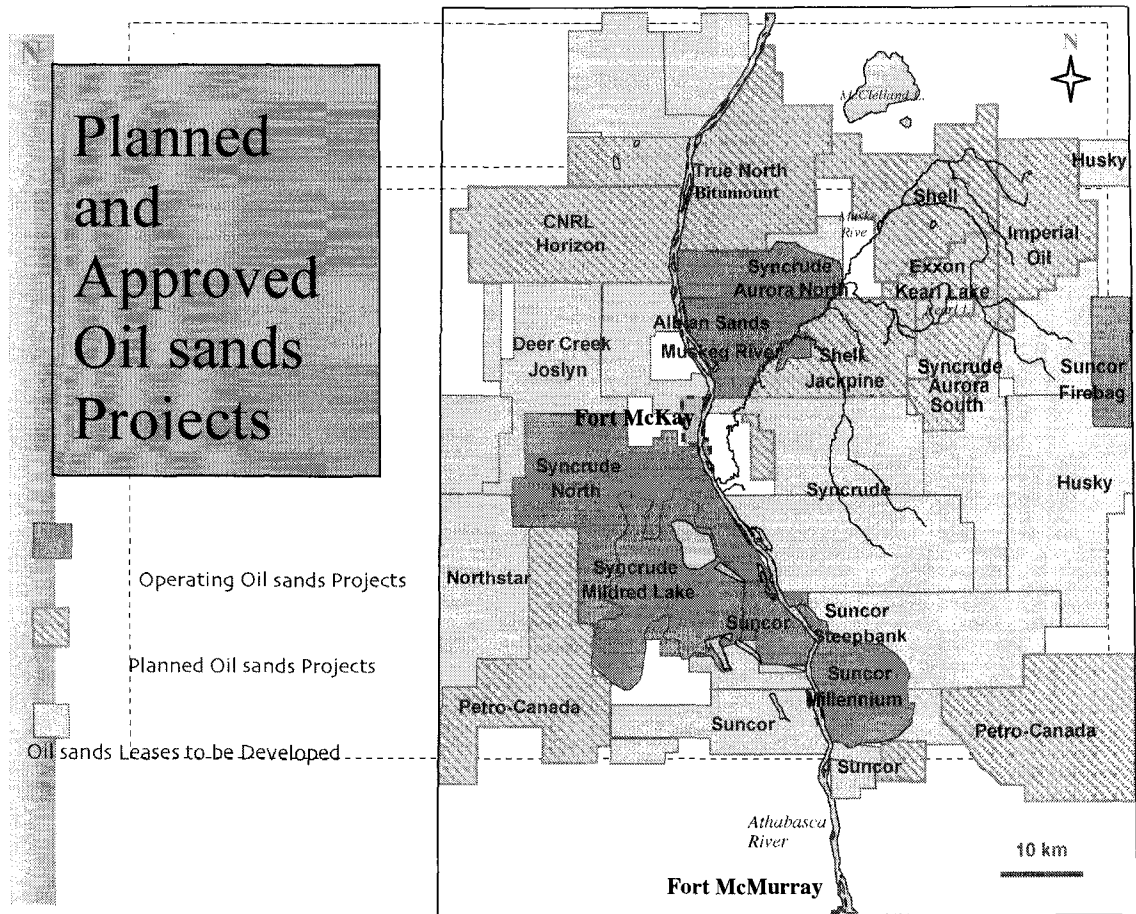 N
Planned
and
Approved
Oil sands
Projects
Operating Oil sands Projects
Planned Oil sands Projects
Oil sands Leases to be Developed
N
McClelland L.
Husky
True North
Bitumount
Shell
CNRL
Horizon
Imperial
Oil
Syncrude
Aurora North
Exxon
Kearl Lake
Kearl L.
Albian Sands
Muskeg River
Deer Creek
Joslyn
Shell
Jackpine
Syncrude
Aurora
South
Suncor
Firebag
Fort McKay
Syncrude
North
Syncrude
Husky
Northstar
Syncrude
Mildred Lake
Suncor
Suncor
Steepbank
Suncor
Millennium
Petro-Canada
Suncor
Petro-Canada
Suncor
Athabasca
River
10 km
Fort McMurray